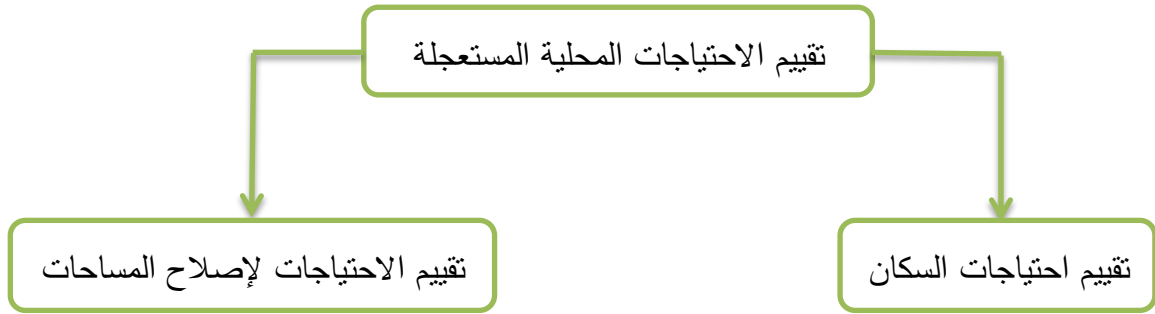 تقييم الاحتياجات المحلية المستعجلة
تقييم احتياجات السكان
تقييم الاحتياجات لإصلاح المساحات